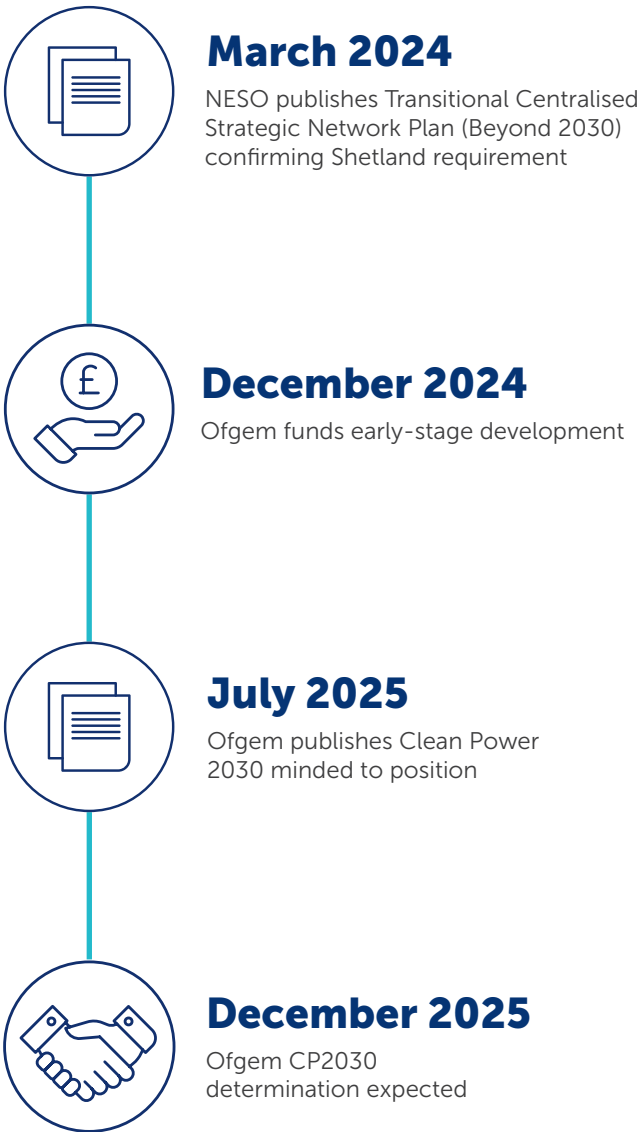 March 2024
NESO publishes Transitional Centralised
Strategic Network Plan (Beyond 2030)
confirming Shetland requirement
£
December 2024
Ofgem funds early-stage development
July 2025
Ofgem publishes Clean Power
2030 minded to position
December 2025
Ofgem CP2030
determination expected